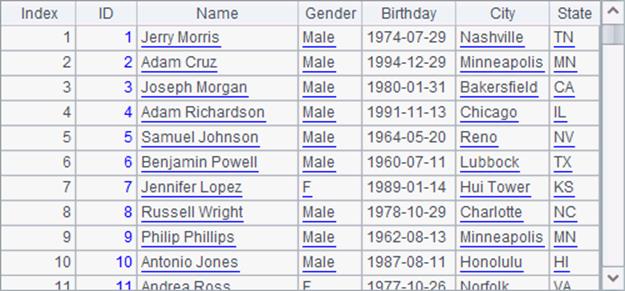 Index ID Name Gender Birthday City State
1 1 Jerry Morris Male 1974-07-29 Nashville TN
2 2 Adam Cruz Male 1994-12-29 Minneapolis MN
3 3 Joseph Morgan Male 1980-01-31 Bakersfield CA
4 4 Adam Richardson Male 1991-11-13 Chicago IL
5 5 Samuel Johnson Male 1964-05-20 Reno NV
6 6 Benjamin Powell Male 1960-07-11 Lubbock TX
7 7 Jennifer Lopez F 1989-01-14 Hui Tower KS
8 8 Russell Wright Male 1978-10-29 Charlotte NC
9 9 Philip Phillips Male 1962-08-13 Minneapolis MN
10 10 Antonio Jones Male 1987-08-11 Honolulu HI
11 11 Andrea Ross F 1977-10-26 Norfolk VA